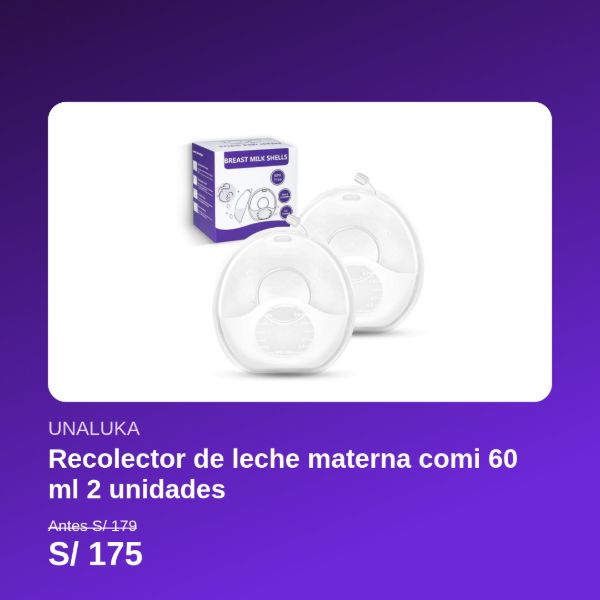 BREAST MILK SHELLS
UNALUKA
Recolector de leche materna comi 60
ml 2 unidades
Antes S/ 179
S/ 175